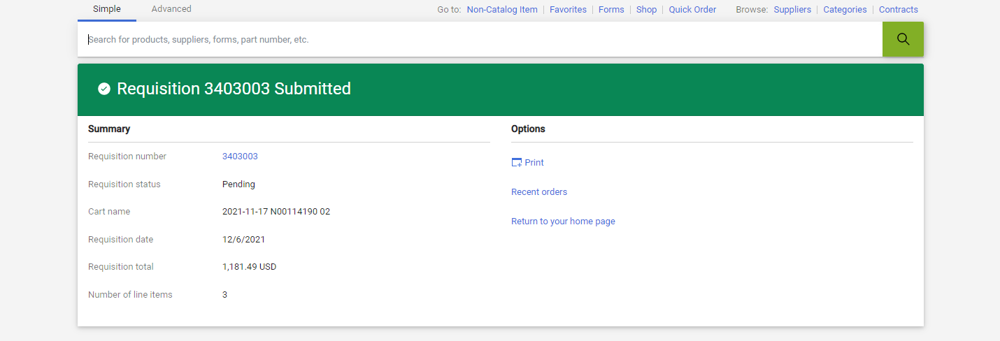 Simple Advanced Go to: Non-Catalog Item | Favorites | Forms | Shop | Quick Order Browse: Suppliers | Categories | Contracts
Search for products, suppliers, forms, part number, etc.
Requisition 3403003 Submitted
Summary
Requisition number 3403003
Requisition status Pending
Cart name 2021-11-17 N00114190 02
Requisition date 12/6/2021
Requisition total 1,181.49 USD
Number of line items 3
Options
Print
Recent orders
Return to your home page